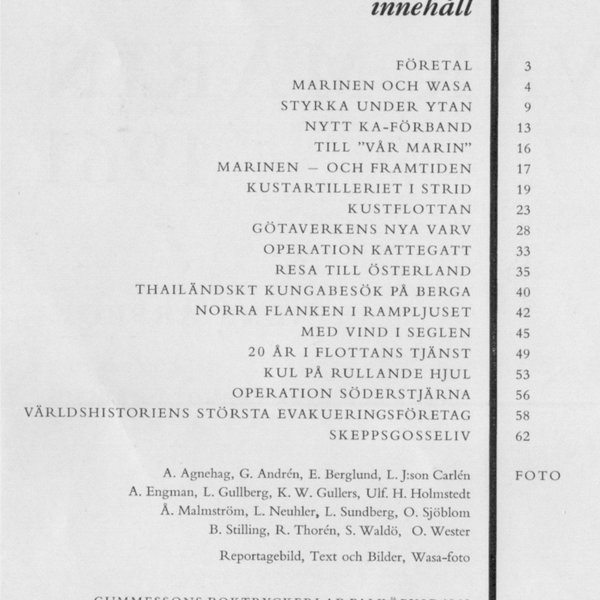 innehåll
FÖRETAL 3
MARINEN OCH WASA 4
STYRKA UNDER YTAN 9
NYTT KA-FÖRBAND 13
TILL ”VÅR MARIN” 16
MARINEN – OCH FRAMTIDEN 17
KUSTARTILLERIET I STRID 19
KUSTFLOTTAN 23
GÖTAVERKENS NYA VARV 28
OPERATION KATTEGATT 33
RESA TILL ÖSTERLAND 35
THAILÄNDSKT KUNGABESÖK PÅ BERGA 40
NORRA FLANKEN I RAMPLJUSET 42
MED VIND I SEGLEN 45
20 ÅR I FLOTTANS TJÄNST 49
KUL PÅ RULLANDE HJUL 53
OPERATION SÖDERSTJÄRNA 56
VÄRLDSHISTORIENS STÖRSTA EVAKUERINGSFÖRETAG 58
SKEPPSGOSSELIV 62
A. Agnehag, G. Andrén, E. Berglund, L. J:son Carlén FOTO
A. Engman, L. Gullberg, K. W. Gullers, Ulf. H. Holmstedt
Å. Malmström, L. Neuhler, L. Sundberg, O. Sjöblom
B. Stilling, R. Thorén, S. Waldö, O. Wester
Reportagebild, Text och Bilder, Wasa-foto